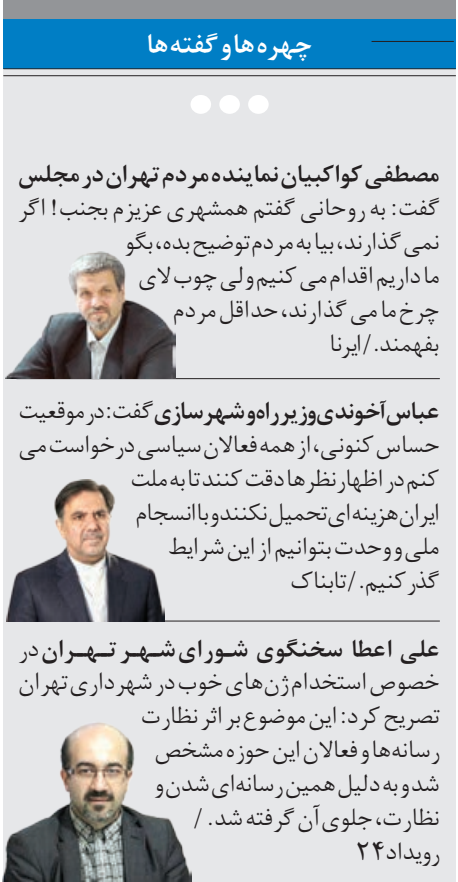 چهره‌ها و گفته‌ها
مصطفی کواکبیان نماینده مردم تهران در مجلس
گفت: به روحانی گفتم همشهری عزیزم بجنب! اگر
نمی گذارند، بیا به مردم توضیح بده، بگو
ما داریم اقدام می کنیم ولی چوب لای
چرخ ما می گذارند، حداقل مردم
بفهمند. /ایرنا
عباس آخوندی وزیر راه و شهرسازی گفت: در موقعیت
حساس کنونی، از همه فعالان سیاسی درخواست می
کنم در اظهارنظرها دقت کنند تا به ملت
ایران هزینه ای تحمیل نکنند و با انسجام
ملی و وحدت بتوانیم از این شرایط
گذر کنیم. /تابناک
علی اعطا سخنگوی شـورای شـهـر تـهـران در
خصوص استخدام ژن‌های خوب در شهرداری تهران
تصریح کرد: این موضوع بر اثر نظارت
رسانه‌ها و فعالان این حوزه مشخص
شد و به دلیل همین رسانه‌ای شدن و
نظارت، جلوی آن گرفته شد. /
رویداد۲۴